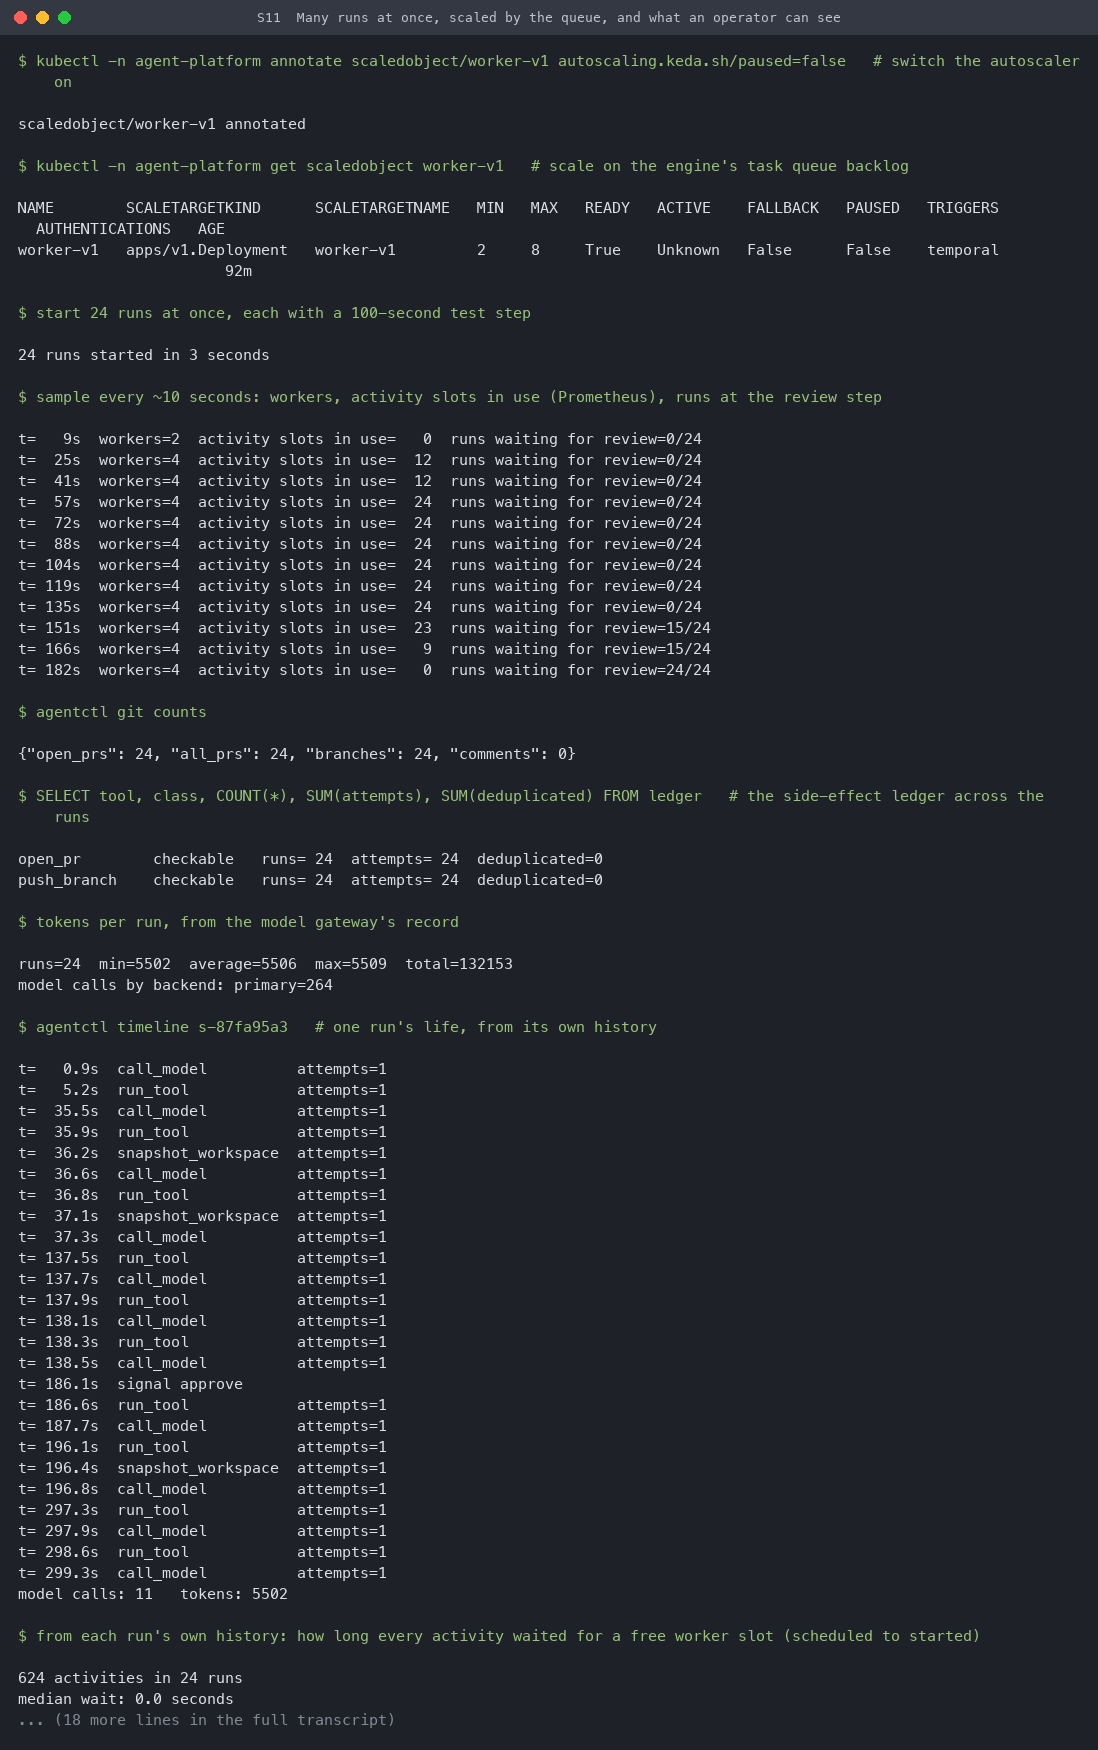 S11  Many runs at once, scaled by the queue, and what an operator can see
$ kubectl -n agent-platform annotate scaledobject/worker-v1 autoscaling.keda.sh/paused=false   # switch the autoscaler
    on
scaledobject/worker-v1 annotated
$ kubectl -n agent-platform get scaledobject worker-v1   # scale on the engine's task queue backlog
NAME        SCALETARGETKIND      SCALETARGETNAME   MIN   MAX   READY   ACTIVE    FALLBACK   PAUSED   TRIGGERS
  AUTHENTICATIONS   AGE
worker-v1   apps/v1.Deployment   worker-v1         2     8     True    Unknown   False      False    temporal
                       92m
$ start 24 runs at once, each with a 100-second test step
24 runs started in 3 seconds
$ sample every ~10 seconds: workers, activity slots in use (Prometheus), runs at the review step
t=   9s  workers=2  activity slots in use=   0  runs waiting for review=0/24
t=  25s  workers=4  activity slots in use=  12  runs waiting for review=0/24
t=  41s  workers=4  activity slots in use=  12  runs waiting for review=0/24
t=  57s  workers=4  activity slots in use=  24  runs waiting for review=0/24
t=  72s  workers=4  activity slots in use=  24  runs waiting for review=0/24
t=  88s  workers=4  activity slots in use=  24  runs waiting for review=0/24
t= 104s  workers=4  activity slots in use=  24  runs waiting for review=0/24
t= 119s  workers=4  activity slots in use=  24  runs waiting for review=0/24
t= 135s  workers=4  activity slots in use=  24  runs waiting for review=0/24
t= 151s  workers=4  activity slots in use=  23  runs waiting for review=15/24
t= 166s  workers=4  activity slots in use=   9  runs waiting for review=15/24
t= 182s  workers=4  activity slots in use=   0  runs waiting for review=24/24
$ agentctl git counts
{"open_prs": 24, "all_prs": 24, "branches": 24, "comments": 0}
$ SELECT tool, class, COUNT(*), SUM(attempts), SUM(deduplicated) FROM ledger   # the side-effect ledger across the
    runs
open_pr        checkable   runs= 24  attempts= 24  deduplicated=0
push_branch    checkable   runs= 24  attempts= 24  deduplicated=0
$ tokens per run, from the model gateway's record
runs=24  min=5502  average=5506  max=5509  total=132153
model calls by backend: primary=264
$ agentctl timeline s-87fa95a3   # one run's life, from its own history
t=   0.9s  call_model          attempts=1
t=   5.2s  run_tool            attempts=1
t=  35.5s  call_model          attempts=1
t=  35.9s  run_tool            attempts=1
t=  36.2s  snapshot_workspace  attempts=1
t=  36.6s  call_model          attempts=1
t=  36.8s  run_tool            attempts=1
t=  37.1s  snapshot_workspace  attempts=1
t=  37.3s  call_model          attempts=1
t= 137.5s  run_tool            attempts=1
t= 137.7s  call_model          attempts=1
t= 137.9s  run_tool            attempts=1
t= 138.1s  call_model          attempts=1
t= 138.3s  run_tool            attempts=1
t= 138.5s  call_model          attempts=1
t= 186.1s  signal approve
t= 186.6s  run_tool            attempts=1
t= 187.7s  call_model          attempts=1
t= 196.1s  run_tool            attempts=1
t= 196.4s  snapshot_workspace  attempts=1
t= 196.8s  call_model          attempts=1
t= 297.3s  run_tool            attempts=1
t= 297.9s  call_model          attempts=1
t= 298.6s  run_tool            attempts=1
t= 299.3s  call_model          attempts=1
model calls: 11   tokens: 5502
$ from each run's own history: how long every activity waited for a free worker slot (scheduled to started)
624 activities in 24 runs
median wait: 0.0 seconds
... (18 more lines in the full transcript)